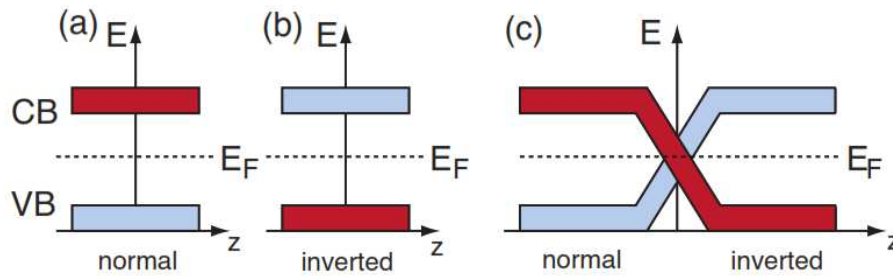 (a) E
CB
E_F
VB
z
normal
(b) E
E_F
z
inverted
(c) E
E_F
z
normal inverted